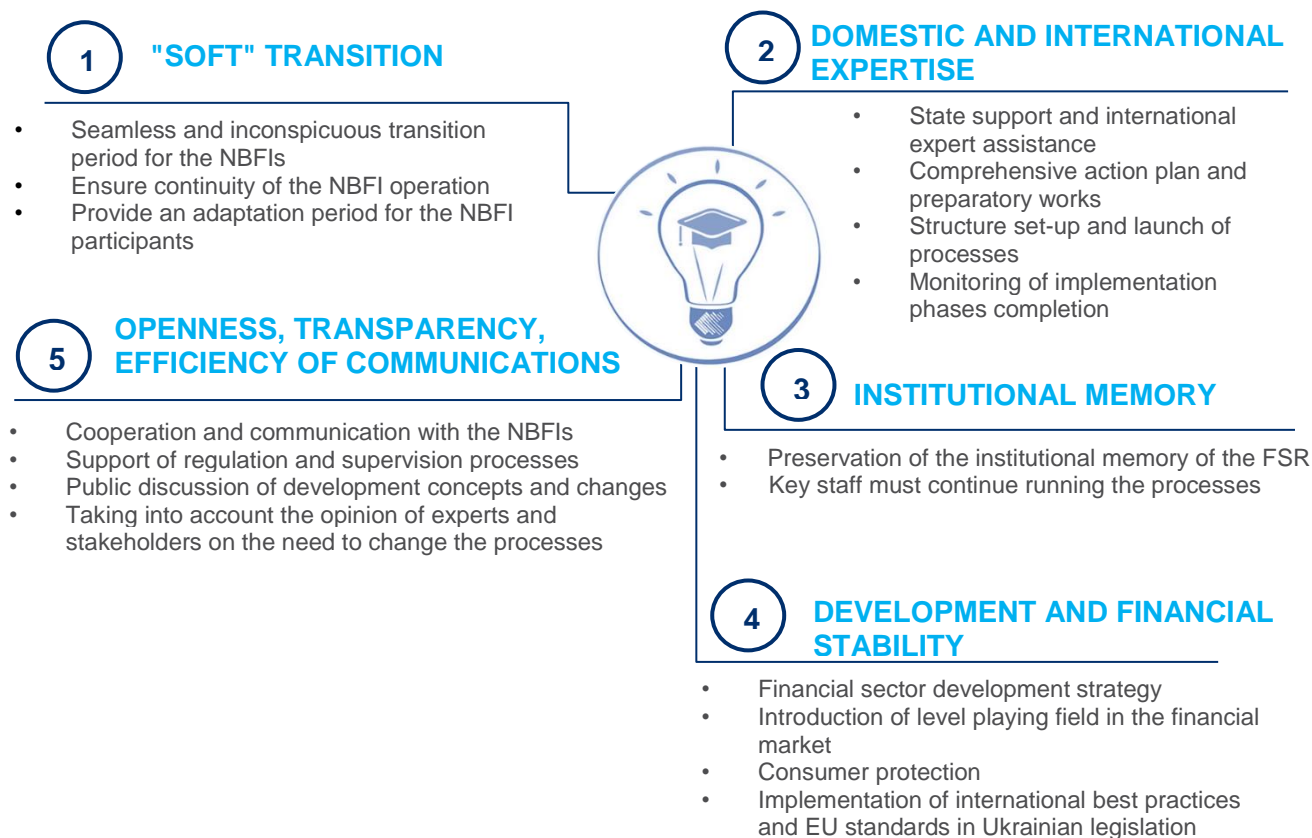 1
"SOFT" TRANSITION
• Seamless and inconspicuous transition
period for the NBFIs
• Ensure continuity of the NBFI operation
• Provide an adaptation period for the NBFI
participants
2
DOMESTIC AND INTERNATIONAL
EXPERTISE
• State support and international
expert assistance
• Comprehensive action plan and
preparatory works
• Structure set-up and launch of
processes
• Monitoring of implementation
phases completion
3
INSTITUTIONAL MEMORY
• Preservation of the institutional memory of the FSR
• Key staff must continue running the processes
4
DEVELOPMENT AND FINANCIAL
STABILITY
• Financial sector development strategy
• Introduction of level playing field in the financial
market
• Consumer protection
• Implementation of international best practices
and EU standards in Ukrainian legislation
5
OPENNESS, TRANSPARENCY,
EFFICIENCY OF COMMUNICATIONS
• Cooperation and communication with the NBFIs
• Support of regulation and supervision processes
• Public discussion of development concepts and changes
• Taking into account the opinion of experts and
stakeholders on the need to change the processes